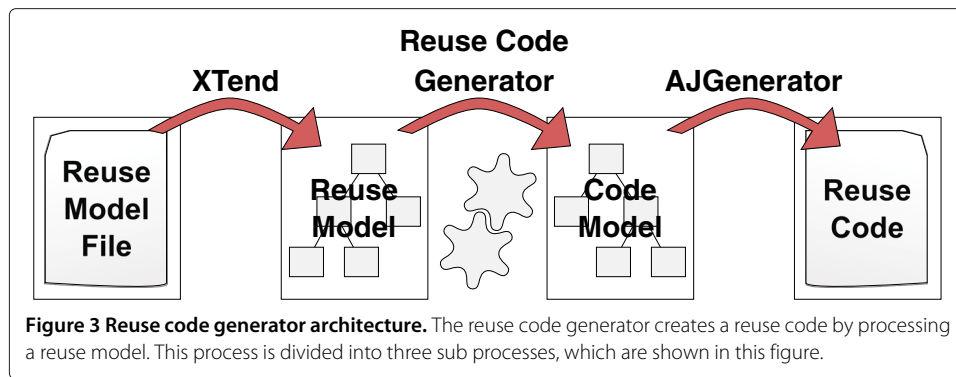 Reuse Code
XTend
Generator
AJGenerator
Reuse
Model
File
Reuse
Model
Code
Model
Reuse
Code
Figure 3 Reuse code generator architecture. The reuse code generator creates a reuse code by processing
a reuse model. This process is divided into three sub processes, which are shown in this figure.